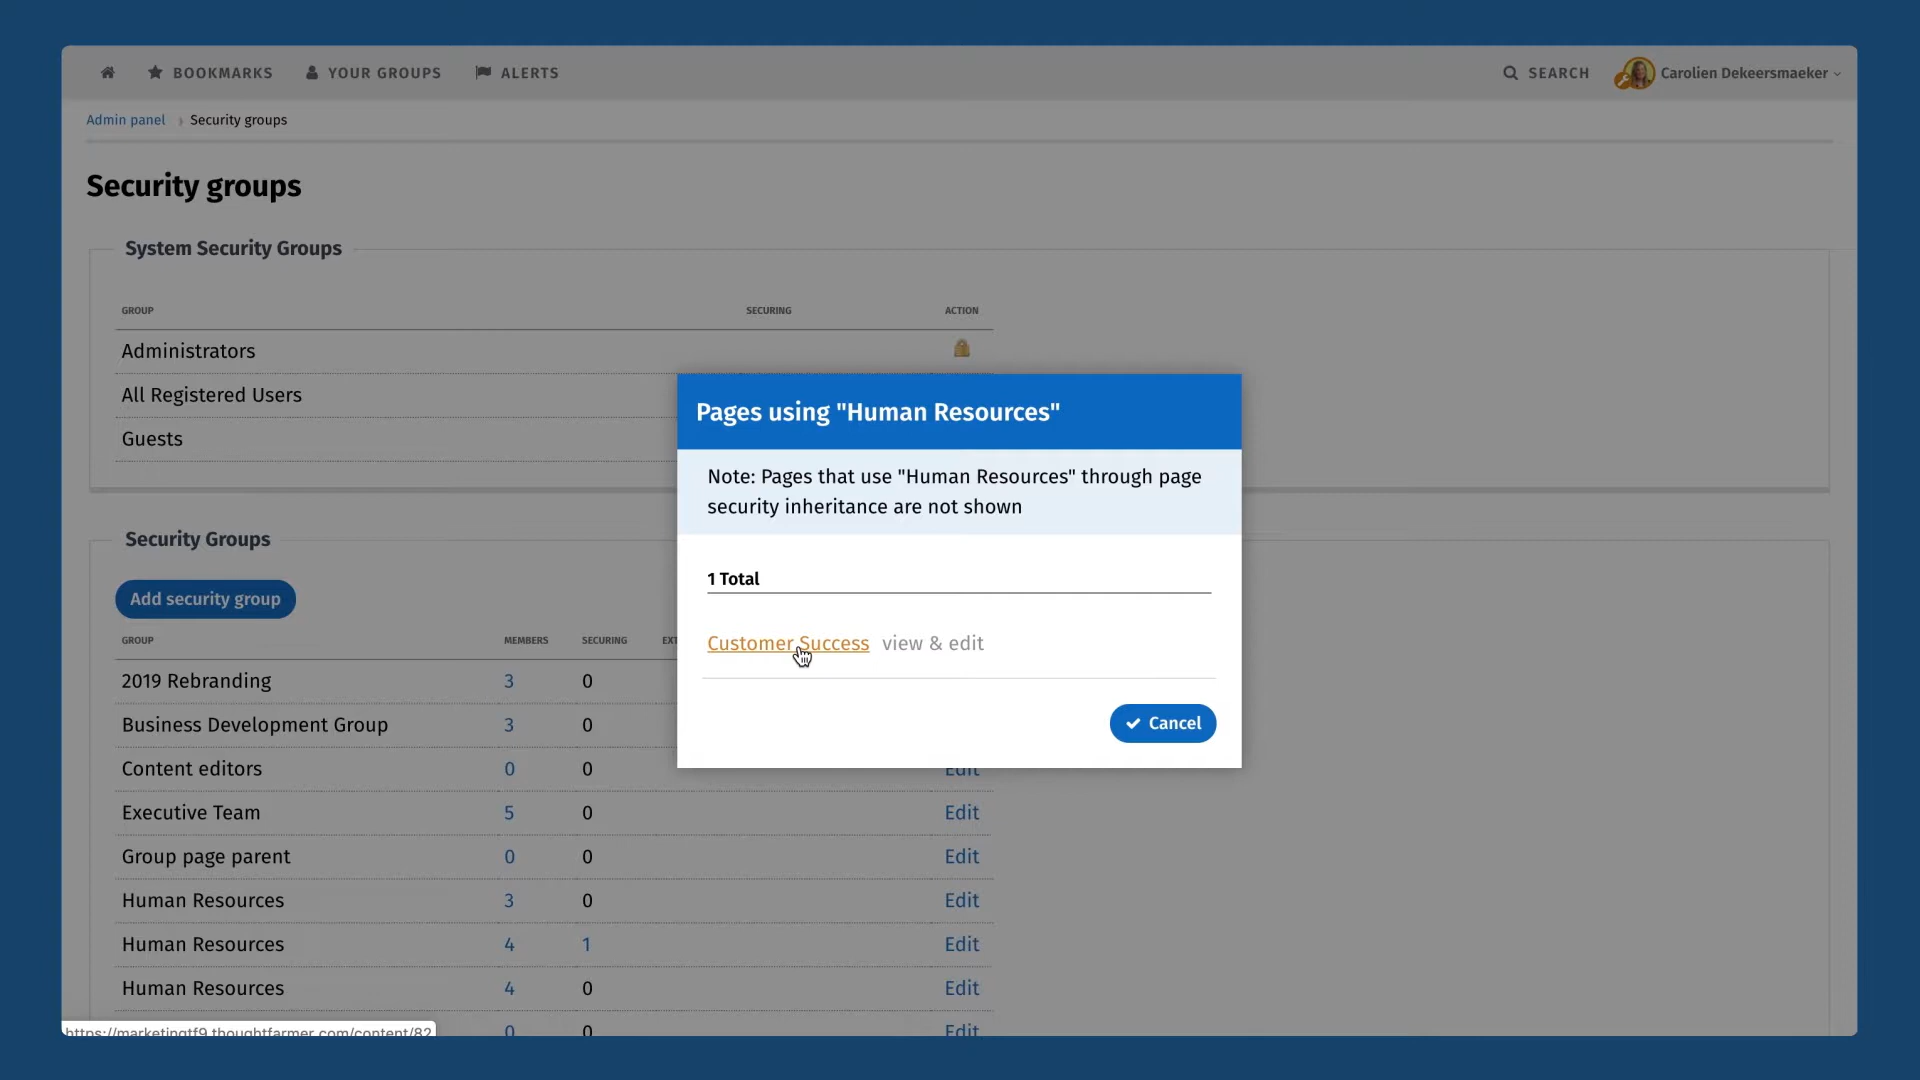 BOOKMARKS YOUR GROUPS ALERTS SEARCH Carolien Dekeersmaeker
Admin panel Security groups
Security groups
System Security Groups
GROUP SECURING ACTION
Administrators
All Registered Users
Guests
Pages using "Human Resources"
Note: Pages that use "Human Resources" through page
security inheritance are not shown
1 Total
Customer Success view & edit
Cancel
Security Groups
Add security group
GROUP MEMBERS SECURING
2019 Rebranding 3 0
Business Development Group 3 0
Content editors 0 0 Edit
Executive Team 5 0 Edit
Group page parent 0 0 Edit
Human Resources 3 0 Edit
Human Resources 4 1 Edit
Human Resources 4 0 Edit
0 0 Edit
https://marketingtf9.thoughtfarmer.com/content/82